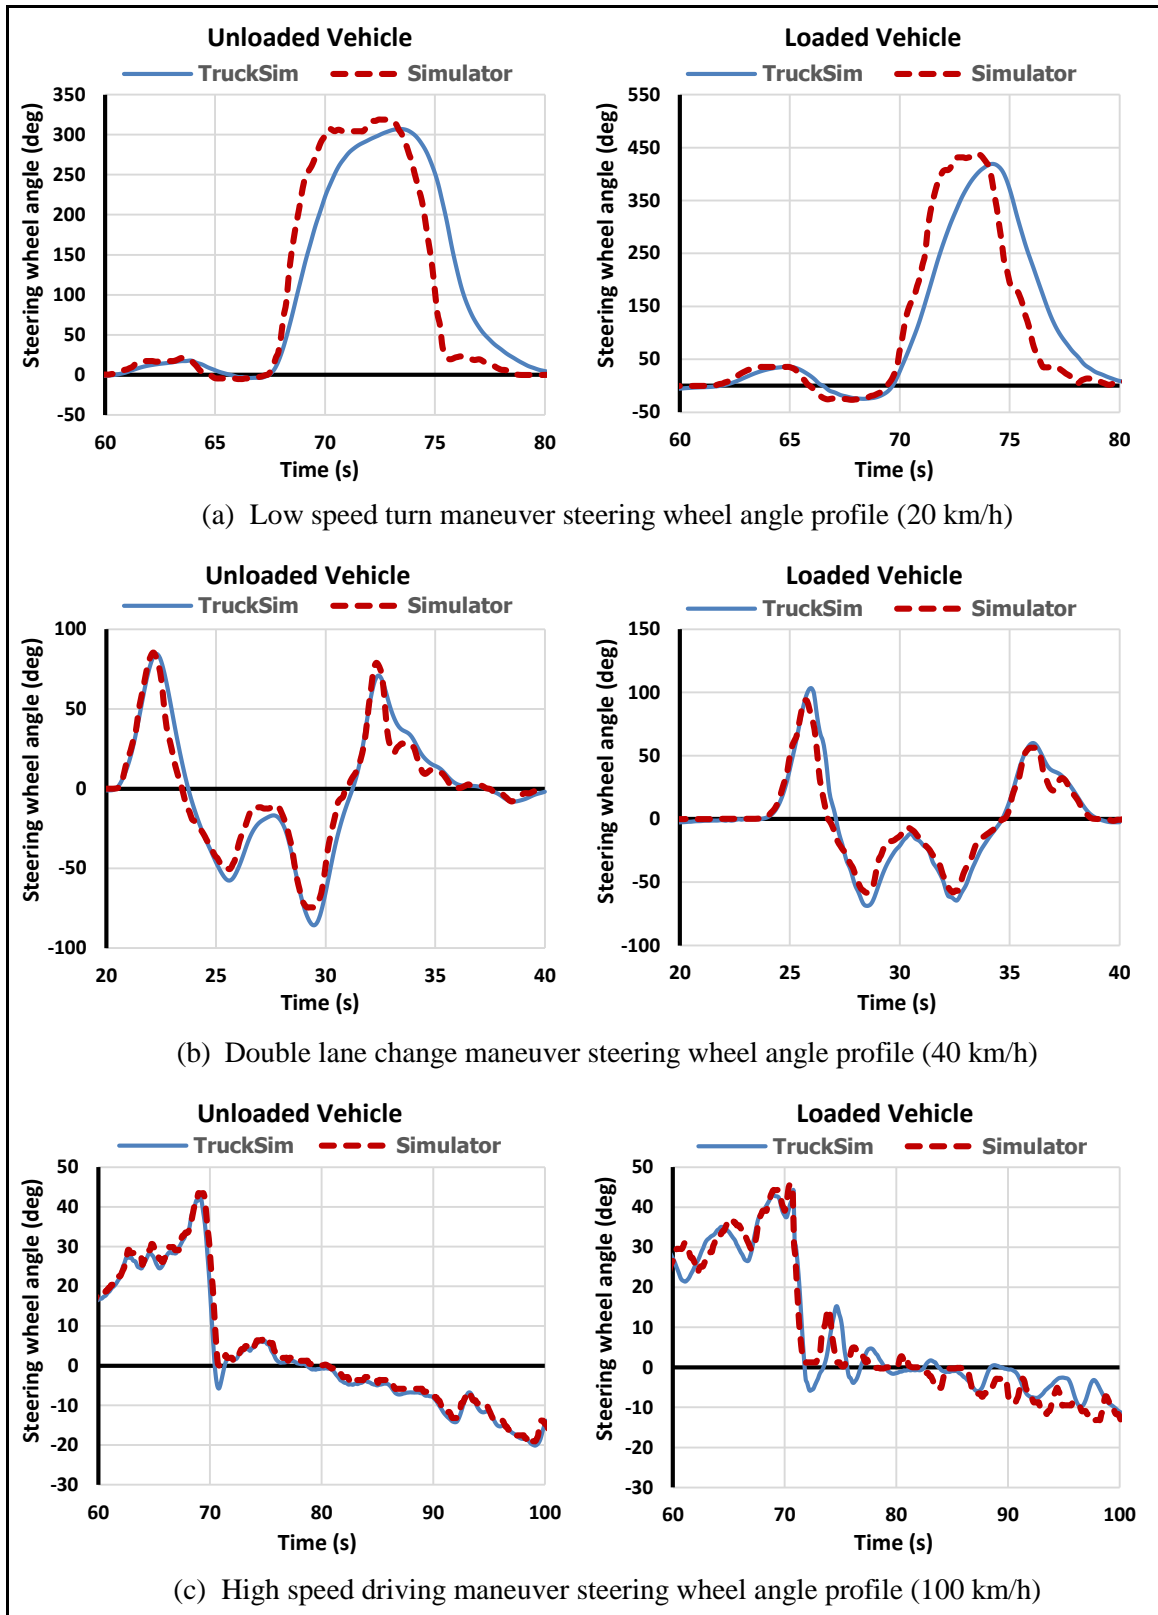 Unloaded Vehicle
TruckSim Simulator
Steering wheel angle (deg)
350
300
250
200
150
100
50
0
-50
60 65 70 75 80
Time (s)
Loaded Vehicle
TruckSim Simulator
Steering wheel angle (deg)
550
450
350
250
150
50
-50
60 65 70 75 80
Time (s)
(a) Low speed turn maneuver steering wheel angle profile (20 km/h)
Unloaded Vehicle
TruckSim Simulator
Steering wheel angle (deg)
100
50
0
-50
-100
20 25 30 35 40
Time (s)
Loaded Vehicle
TruckSim Simulator
Steering wheel angle (deg)
150
100
50
0
-50
-100
20 25 30 35 40
Time (s)
(b) Double lane change maneuver steering wheel angle profile (40 km/h)
Unloaded Vehicle
TruckSim Simulator
Steering wheel angle (deg)
50
40
30
20
10
0
-10
-20
-30
60 70 80 90 100
Time (s)
Loaded Vehicle
TruckSim Simulator
Steering wheel angle (deg)
50
40
30
20
10
0
-10
-20
-30
60 70 80 90 100
Time (s)
(c) High speed driving maneuver steering wheel angle profile (100 km/h)